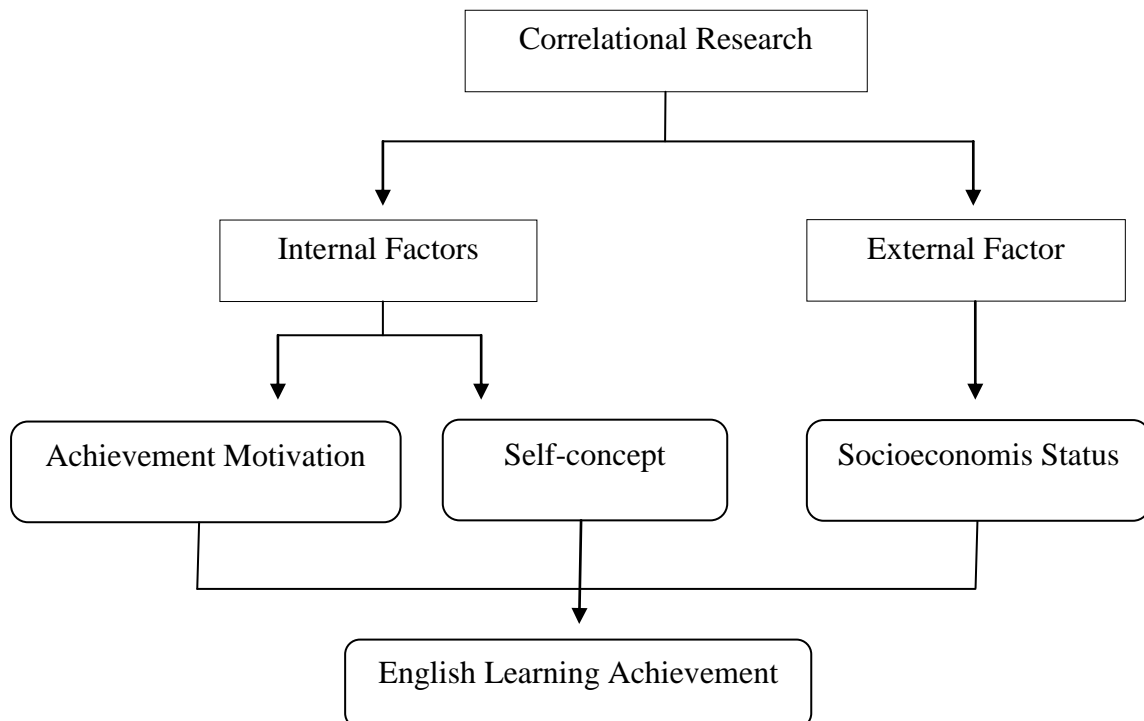 Correlational Research
Internal Factors
External Factor
Achievement Motivation
Self-concept
Socioeconomis Status
English Learning Achievement